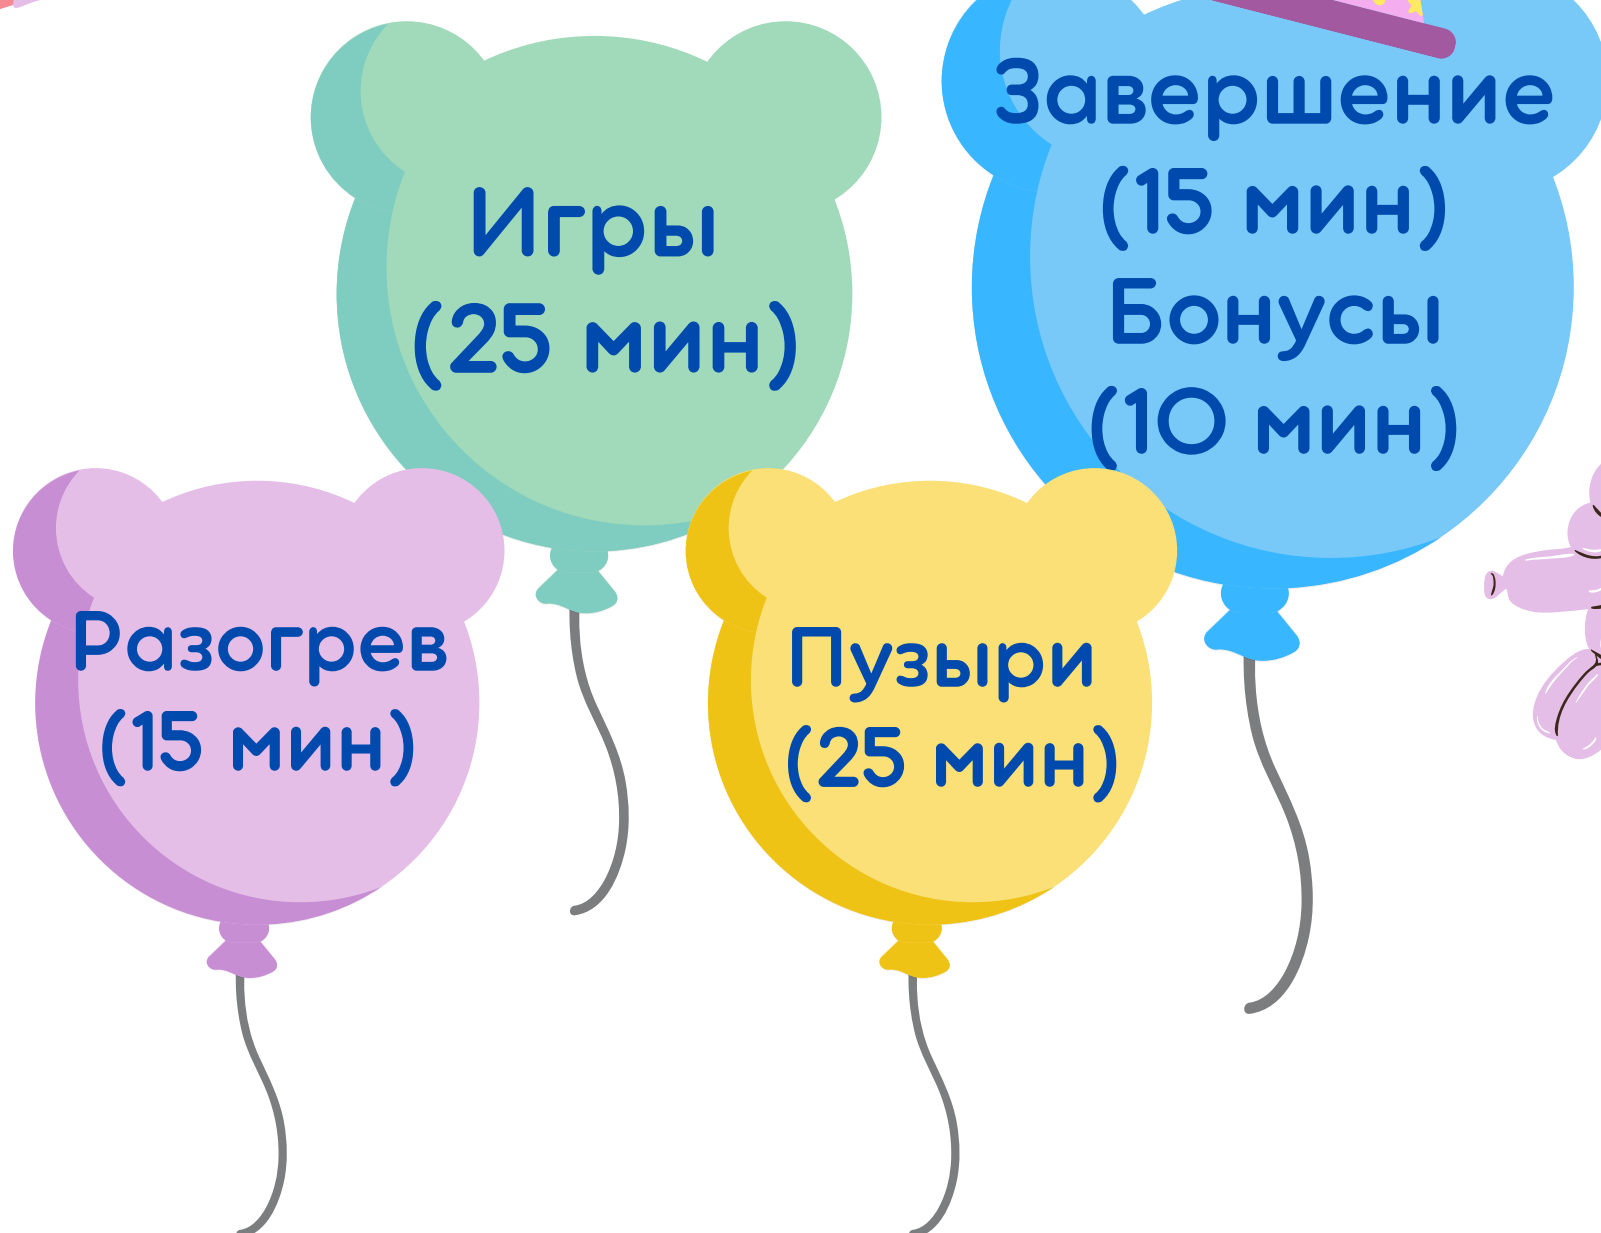 Разогрев
(15 мин)
Игры
(25 мин)
Пузыри
(25 мин)
Завершение
(15 мин)
Бонусы
(10 мин)